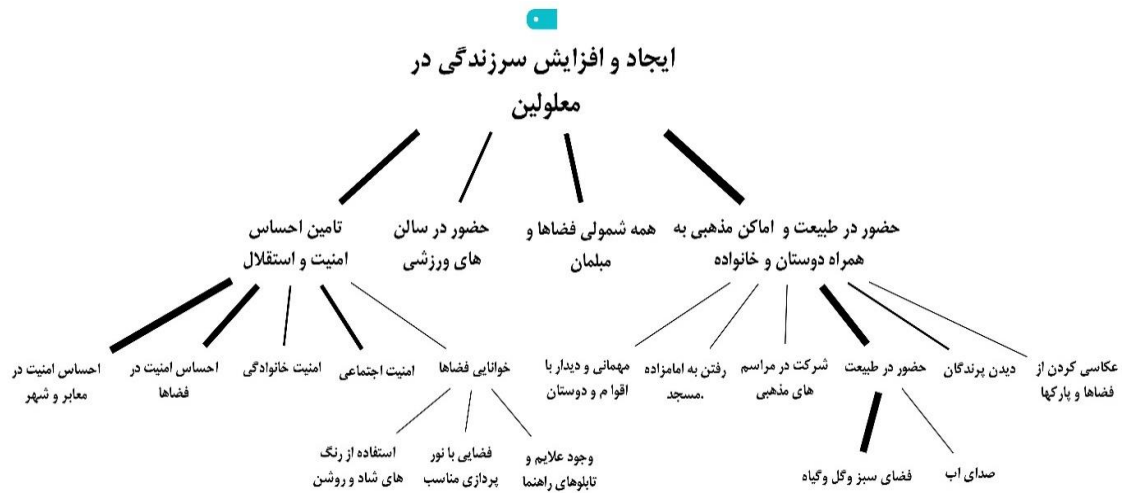 ایجاد و افزایش سرزندگی در
معلولین
حضور در طبیعت و اماکن مذهبی به
همراه دوستان و خانواده
همه شمولی فضاها و
مبلمان
حضور در سالن
های ورزشی
تامین احساس
امنیت و استقلال
عکاسی کردن از
فضاها و پارکها
دیدن پرندگان
حضور در طبیعت
شرکت در مراسم
های مذهبی
رفتن به امامزاده
.مسجد
مهمانی و دیدار با
اقوا م و دوستان
خوانایی فضاها
امنیت اجتماعی
امنیت خانوادگی
احساس امنیت در
فضاها
احساس امنیت در
معابر و شهر
صدای اب
فضای سبز وگل وگیاه
وجود علایم و
تابلوهای راهنما
فضایی با نور
پردازی مناسب
استفاده از رنگ
های شاد و روشن